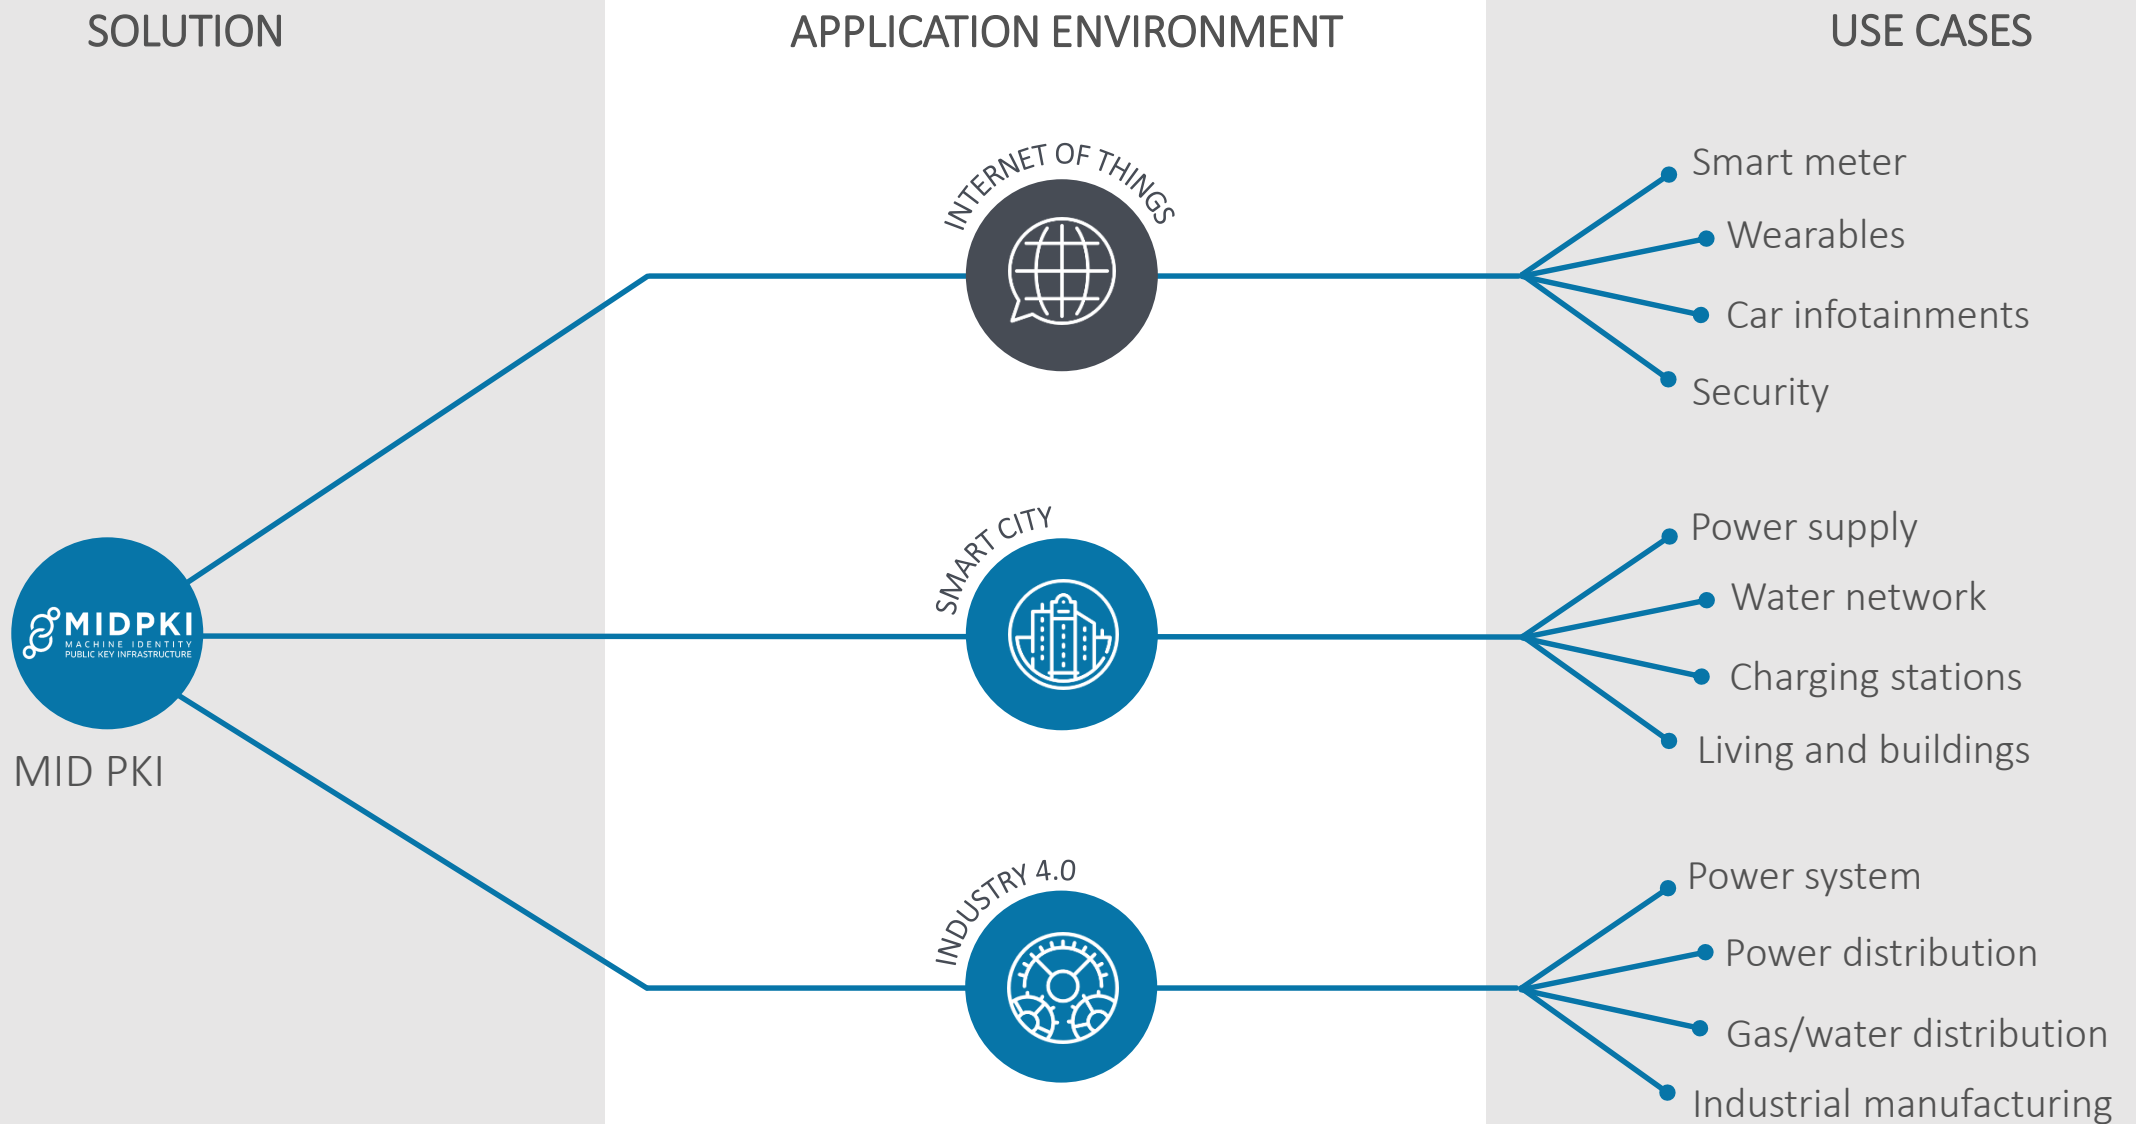 SOLUTION
APPLICATION ENVIRONMENT
USE CASES
INTERNET OF THINGS
Smart meter
Wearables
Car infotainments
Security
MIDPKI
MACHINE IDENTITY
PUBLIC KEY INFRASTRUCTURE
MID PKI
SMART CITY
Power supply
Water network
Charging stations
Living and buildings
INDUSTRY 4.0
Power system
Power distribution
Gas/water distribution
Industrial manufacturing